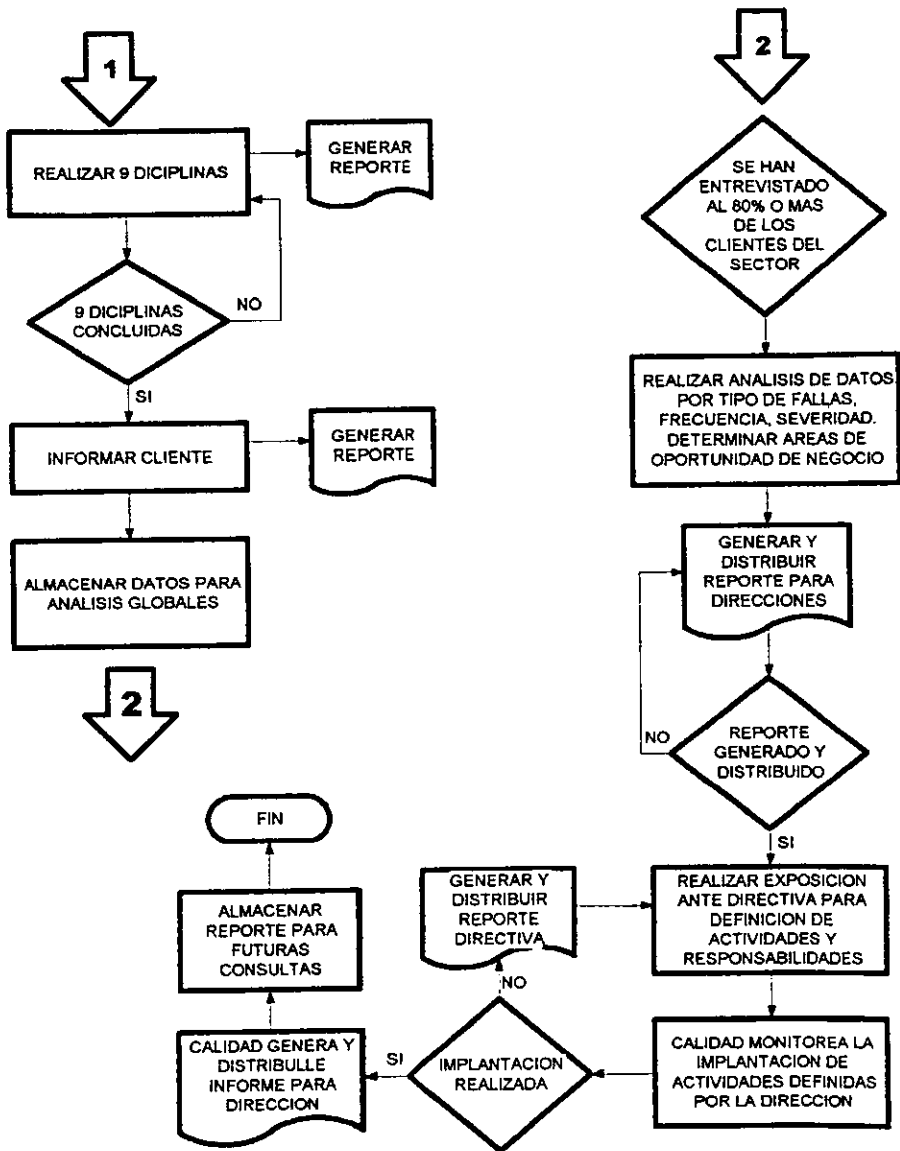 1
REALIZAR 9 DICIPLINAS
GENERAR
REPORTE
9 DICIPLINAS
CONCLUIDAS
NO
SI
INFORMAR CLIENTE
GENERAR
REPORTE
ALMACENAR DATOS PARA
ANALISIS GLOBALES
2
2
SE HAN
ENTREVISTADO
AL 80% O MAS
DE LOS
CLIENTES DEL
SECTOR
REALIZAR ANALISIS DE DATOS
POR TIPO DE FALLAS,
FRECUENCIA, SEVERIDAD.
DETERMINAR AREAS DE
OPORTUNIDAD DE NEGOCIO
GENERAR Y
DISTRIBUIR
REPORTE PARA
DIRECCIONES
NO
REPORTE
GENERADO Y
DISTRIBUIDO
SI
REALIZAR EXPOSICION
ANTE DIRECTIVA PARA
DEFINICION DE
ACTIVIDADES Y
RESPONSABILIDADES
CALIDAD MONITOREA LA
IMPLANTACION DE
ACTIVIDADES DEFINIDAS
POR LA DIRECCION
IMPLANTACION
REALIZADA
NO
GENERAR Y
DISTRIBUIR
REPORTE
DIRECTIVA
SI
CALIDAD GENERA Y
DISTRIBULLE
INFORME PARA
DIRECCION
ALMACENAR
REPORTE PARA
FUTURAS
CONSULTAS
FIN